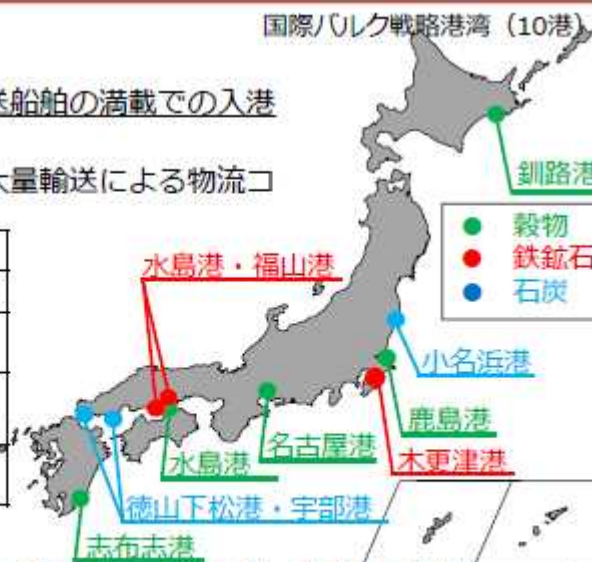 国際バルク戦略港湾（10港）
送船舶の満載での入港
大量輸送による物流コ
釧路港
穀物
鉄鉱石
石炭
水島港・福山港
小名浜港
鹿島港
名古屋港
木更津港
水島港
徳山下松港・宇部港
志布志港